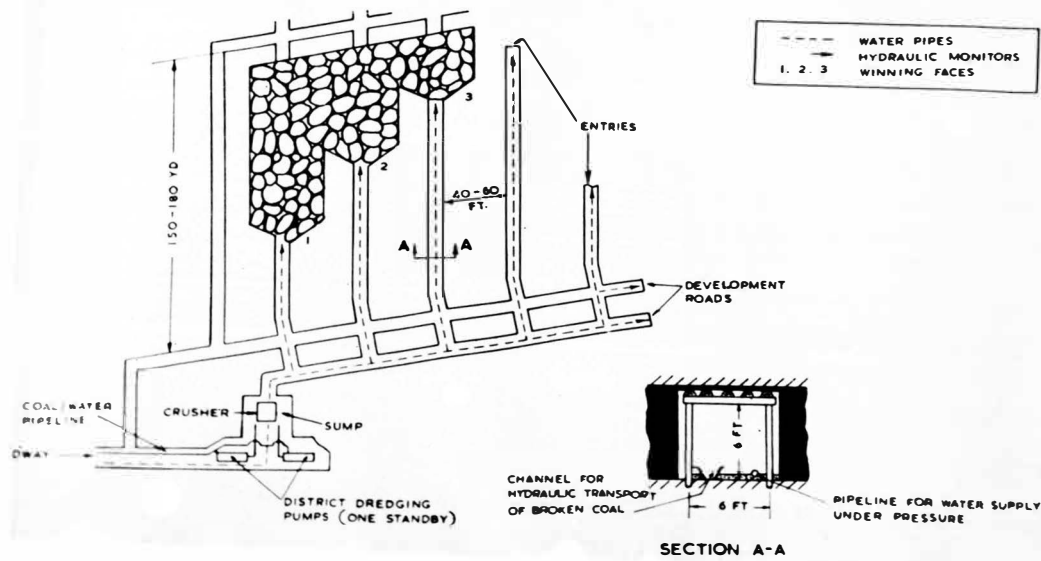 WATER PIPES
HYDRAULIC MONITORS
1. 2. 3 WINNING FACES
150-180 YD
3
2
1
ENTRIES
40-60
FT.
A A
DEVELOPMENT
ROADS
COAL/WATER
PIPELINE
CRUSHER
SUMP
DWAY
DISTRICT DREDGING
PUMPS (ONE STANDBY)
6 FT
CHANNEL FOR
HYDRAULIC TRANSPORT
OF BROKEN COAL
6 FT
PIPELINE FOR WATER SUPPLY
UNDER PRESSURE
SECTION A-A